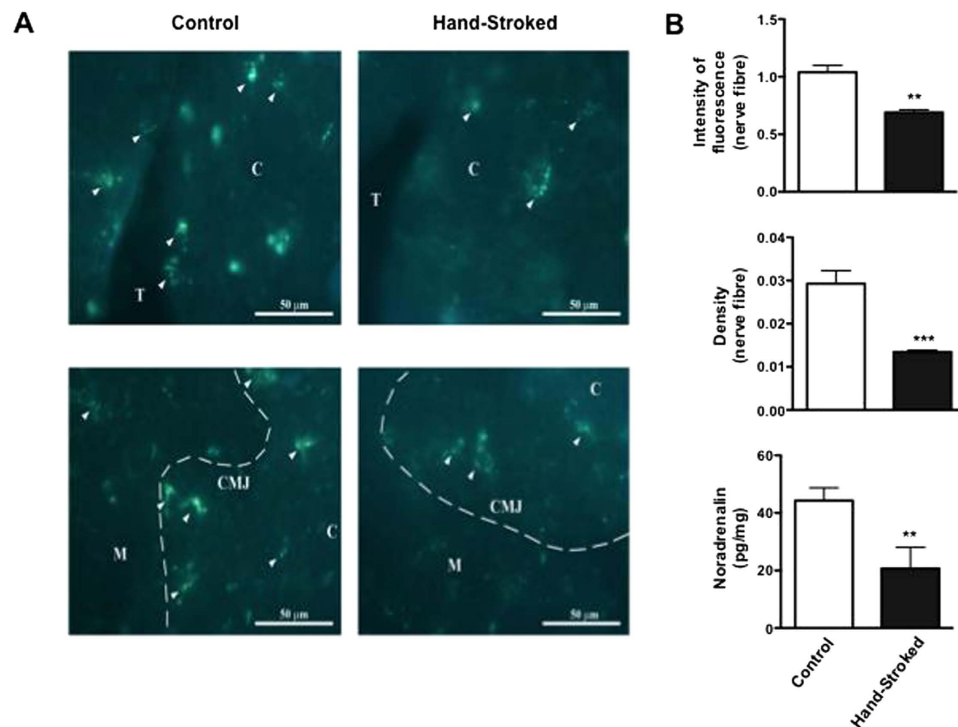 A
Control
Hand-Stroked
C
T
50 µm
C
T
50 µm
CMJ
C
M
50 µm
C
CMJ
M
50 µm
B
Intensity of
fluorescence
(nerve fibre)
1.5
1.0
0.5
0.0
**
Density
(nerve fibre)
0.04
0.03
0.02
0.01
0.00
***
Noradrenalin
(pg/mg)
60
40
20
0
**
Control
Hand-Stroked